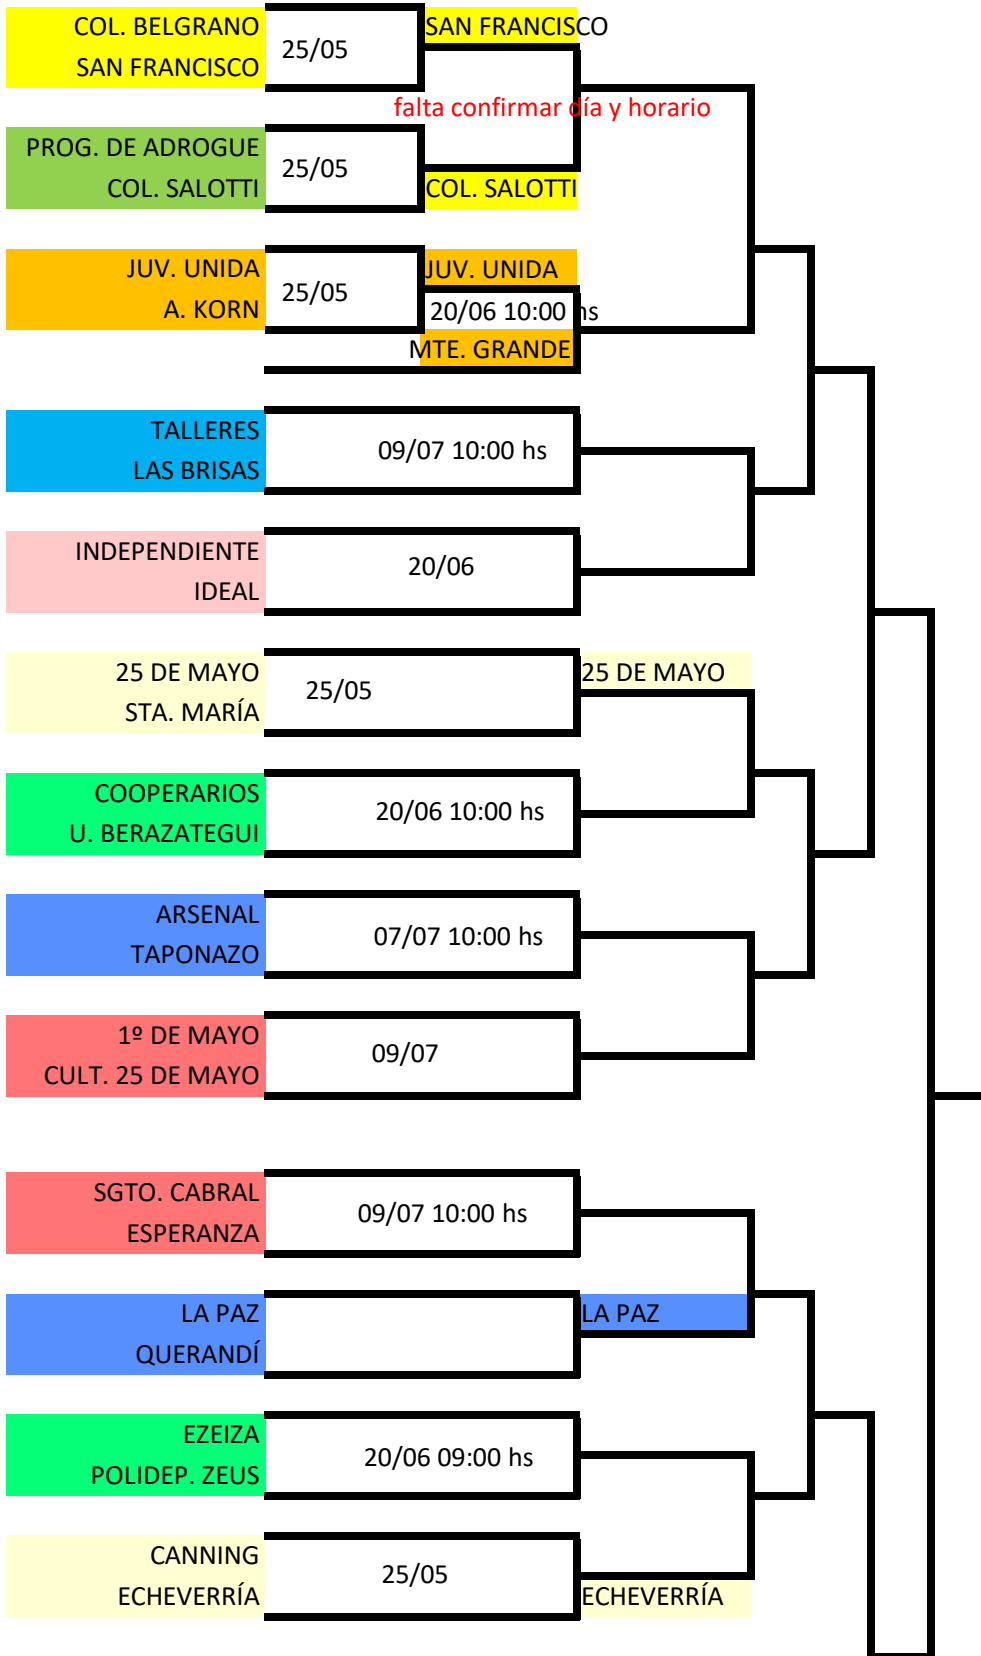 COL. BELGRANO
SAN FRANCISCO
25/05
SAN FRANCISCO
falta confirmar día y horario
PROG. DE ADROGUE
COL. SALOTTI
25/05
COL. SALOTTI
JUV. UNIDA
A. KORN
25/05
JUV. UNIDA
20/06 10:00 hs
MTE. GRANDE
TALLERES
LAS BRISAS
09/07 10:00 hs
INDEPENDIENTE
IDEAL
20/06
25 DE MAYO
STA. MARÍA
25/05
25 DE MAYO
COOPERARIOS
U. BERAZATEGUI
20/06 10:00 hs
ARSENAL
TAPONAZO
07/07 10:00 hs
1º DE MAYO
CULT. 25 DE MAYO
09/07
SGTO. CABRAL
ESPERANZA
09/07 10:00 hs
LA PAZ
QUERANDÍ
LA PAZ
EZEIZA
POLIDEP. ZEUS
20/06 09:00 hs
CANNING
ECHEVERRÍA
25/05
ECHEVERRÍA